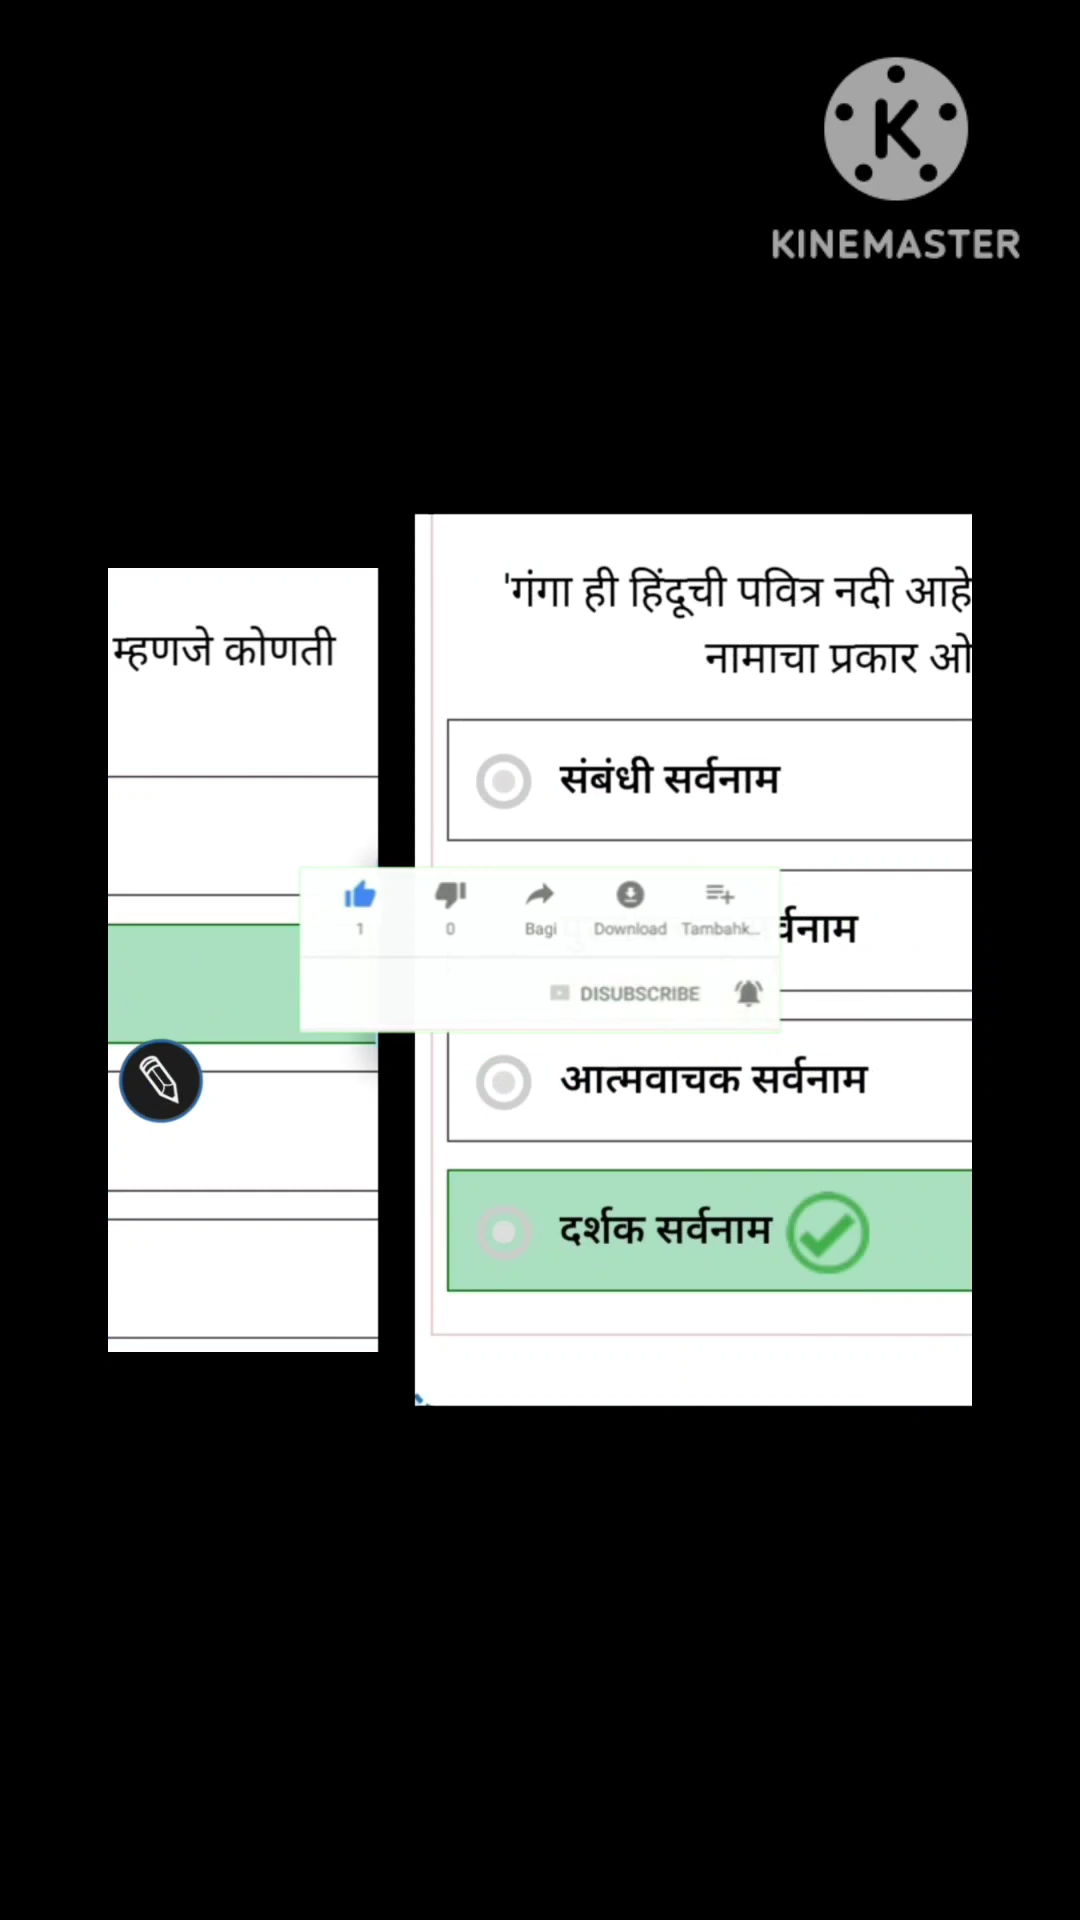 KINEMASTER
म्हणजे कोणती
'गंगा ही हिंदूची पवित्र नदी आहे
नामाचा प्रकार ओ
संबंधी सर्वनाम
1
0
Bagi
Download
Tambahk...
DISUBSCRIBE
र्वनाम
आत्मवाचक सर्वनाम
दर्शक सर्वनाम